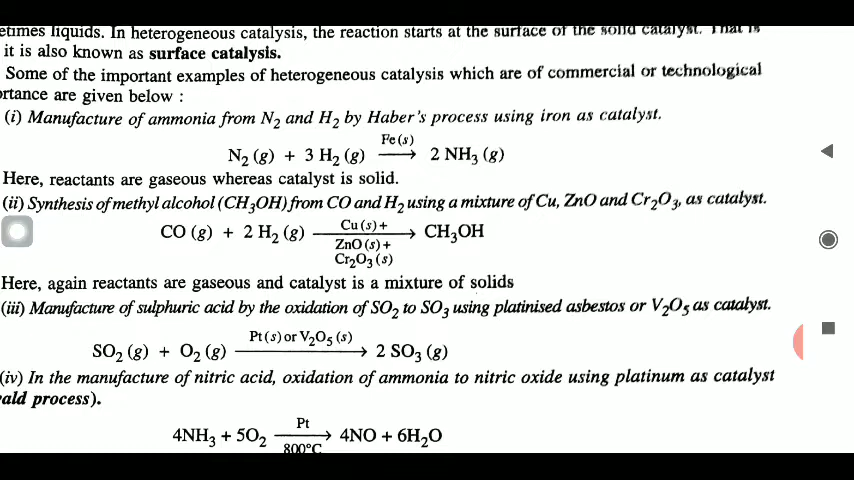 etimes liquids. In heterogeneous catalysis, the reaction starts at the surface of the solid catalyst. That is
it is also known as surface catalysis.
Some of the important examples of heterogeneous catalysis which are of commercial or technological
ortance are given below :
(i) Manufacture of ammonia from N₂ and H₂ by Haber's process using iron as catalyst.
N₂ (g) + 3 H₂ (g) Fe (s) → 2 NH₃ (g)
Here, reactants are gaseous whereas catalyst is solid.
(ii) Synthesis of methyl alcohol (CH₃OH) from CO and H₂ using a mixture of Cu, ZnO and Cr₂O₃, as catalyst.
CO (g) + 2 H₂ (g) Cu (s) + → CH₃OH
ZnO (s) +
Cr₂O₃ (s)
Here, again reactants are gaseous and catalyst is a mixture of solids
(iii) Manufacture of sulphuric acid by the oxidation of SO₂ to SO₃ using platinised asbestos or V₂O₅ as catalyst.
SO₂ (g) + O₂ (g) Pt (s) or V₂O₅ (s) → 2 SO₃ (g)
(iv) In the manufacture of nitric acid, oxidation of ammonia to nitric oxide using platinum as catalyst
ald process).
4NH₃ + 5O₂ Pt → 4NO + 6H₂O
800°C